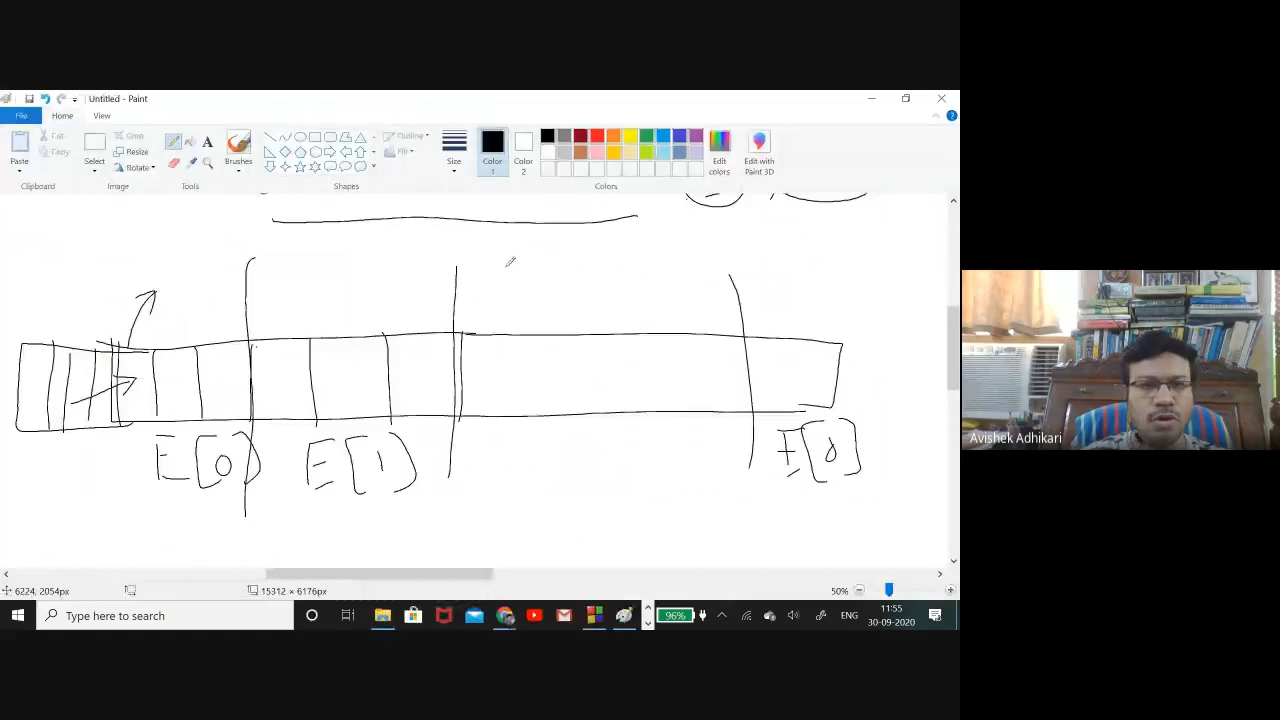 Untitled - Paint
File Home View
Cut
Copy
Paste
Crop
Resize
Rotate
Select
A
Brushes
Outline
Fill
Size
Color 1
Color 2
Edit colors
Edit with Paint 3D
Clipboard Image Tools Shapes Colors
E[0] E[1] E[0]
Avishek Adhikari
6224, 2054px 15312 × 6176px 50%
Type here to search 96% ENG 11:55
30-09-2020